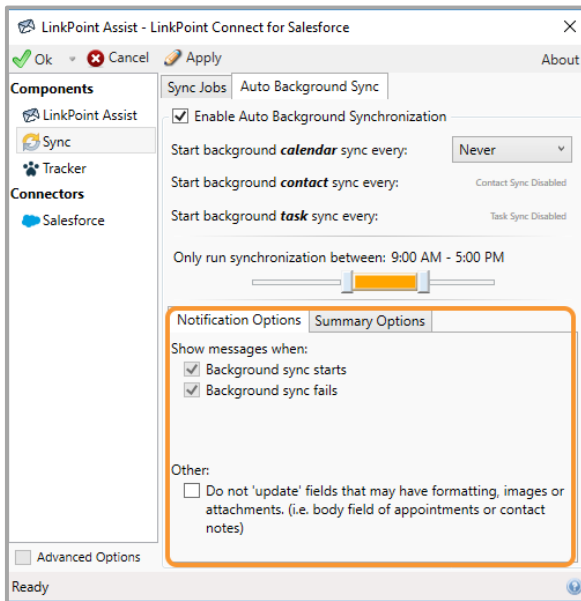 LinkPoint Assist - LinkPoint Connect for Salesforce
Ok Cancel Apply About
Components
LinkPoint Assist
Sync
Tracker
Connectors
Salesforce
Advanced Options
Sync Jobs Auto Background Sync
Enable Auto Background Synchronization
Start background calendar sync every: Never
Start background contact sync every: Contact Sync Disabled
Start background task sync every: Task Sync Disabled
Only run synchronization between: 9:00 AM - 5:00 PM
Notification Options Summary Options
Show messages when:
Background sync starts
Background sync fails
Other:
Do not 'update' fields that may have formatting, images or
attachments. (i.e. body field of appointments or contact
notes)
Ready